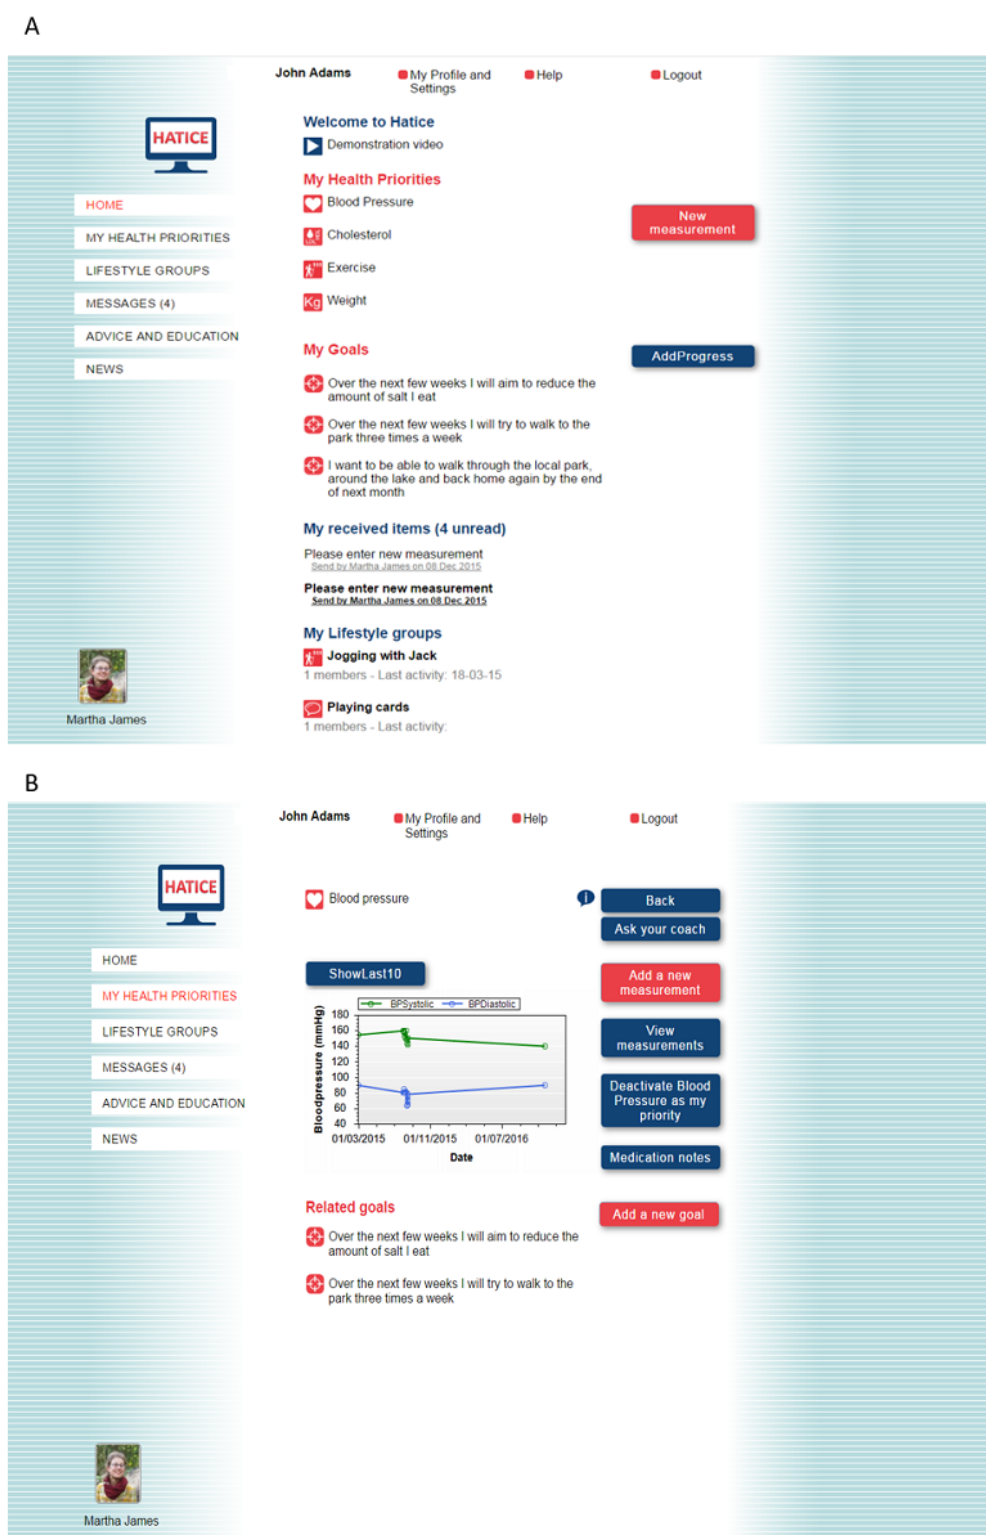 A
John Adams
My Profile and
Settings
Help
Logout
HATICE
HOME
MY HEALTH PRIORITIES
LIFESTYLE GROUPS
MESSAGES (4)
ADVICE AND EDUCATION
NEWS
Welcome to Hatice
Demonstration video
My Health Priorities
Blood Pressure
Cholesterol
Exercise
Kg Weight
New
measurement
My Goals
AddProgress
Over the next few weeks I will aim to reduce the
amount of salt I eat
Over the next few weeks I will try to walk to the
park three times a week
I want to be able to walk through the local park,
around the lake and back home again by the end
of next month
My received items (4 unread)
Please enter new measurement
Send by Martha James on 08 Dec 2015
Please enter new measurement
Send by Martha James on 08 Dec 2015
My Lifestyle groups
Jogging with Jack
1 members - Last activity: 18-03-15
Playing cards
1 members - Last activity:
Martha James
B
John Adams
My Profile and
Settings
Help
Logout
HATICE
HOME
MY HEALTH PRIORITIES
LIFESTYLE GROUPS
MESSAGES (4)
ADVICE AND EDUCATION
NEWS
Blood pressure
i
Back
Ask your coach
ShowLast10
Add a new
measurement
View
measurements
Deactivate Blood
Pressure as my
priority
Medication notes
BPSystolic BPDiastolic
Bloodpressure (mmHg)
180
160
140
120
100
80
60
40
01/03/2015 01/11/2015 01/07/2016
Date
Related goals
Add a new goal
Over the next few weeks I will aim to reduce the
amount of salt I eat
Over the next few weeks I will try to walk to the
park three times a week
Martha James